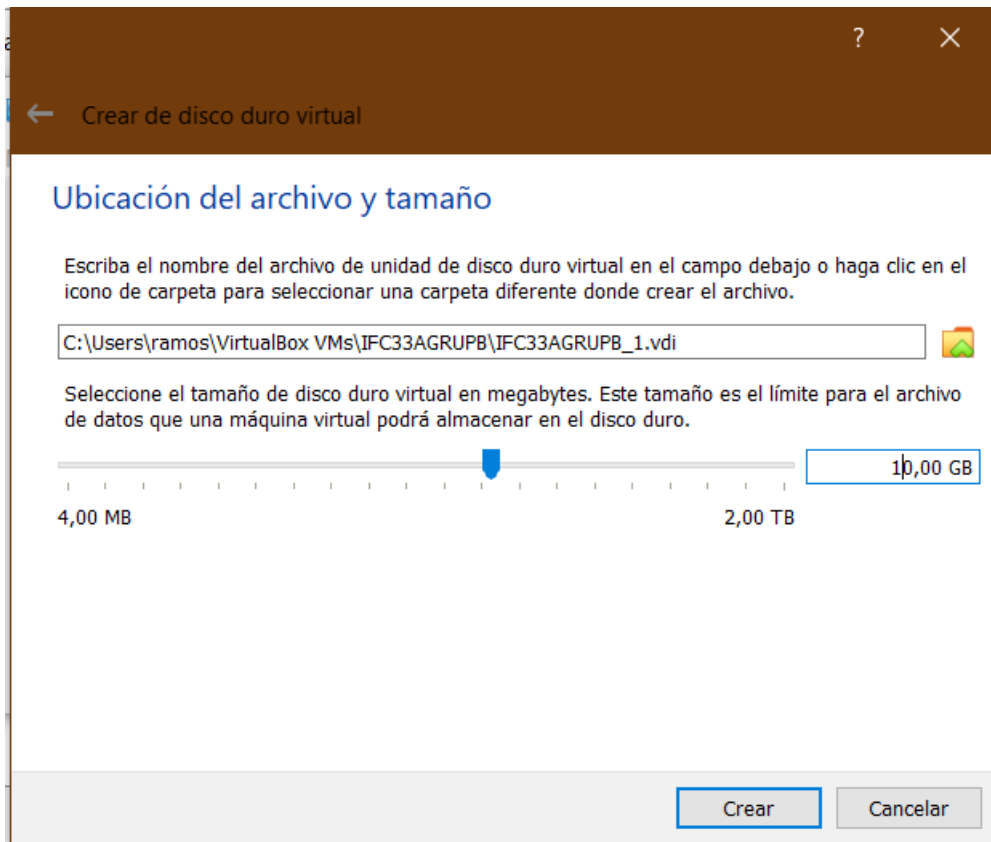 ?
Crear de disco duro virtual
Ubicación del archivo y tamaño
Escriba el nombre del archivo de unidad de disco duro virtual en el campo debajo o haga clic en el
icono de carpeta para seleccionar una carpeta diferente donde crear el archivo.
C:\Users\ramos\VirtualBox VMs\IFC33AGRUPB\IFC33AGRUPB_1.vdi
Seleccione el tamaño de disco duro virtual en megabytes. Este tamaño es el límite para el archivo
de datos que una máquina virtual podrá almacenar en el disco duro.
10,00 GB
4,00 MB 2,00 TB
Crear Cancelar